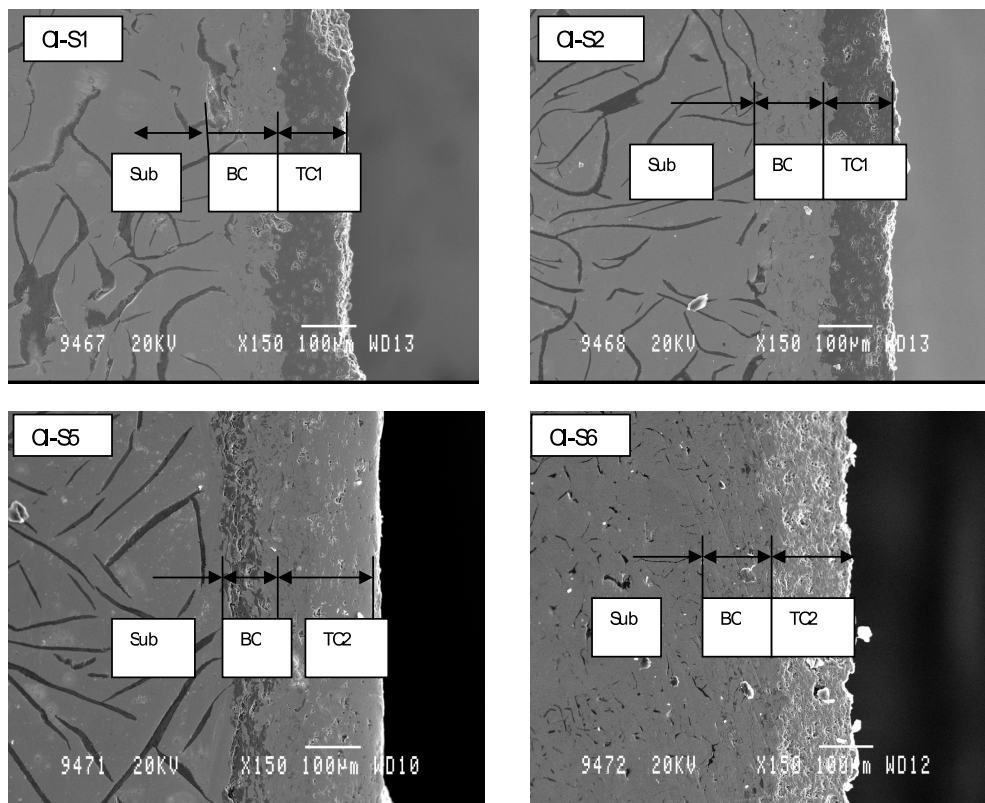 CI-S1
Sub
BC
TC1
9467 20KV X150 100µm WD13
CI-S2
Sub
BC
TC1
9468 20KV X150 100µm WD13
CI-S5
Sub
BC
TC2
9471 20KV X150 100µm WD10
CI-S6
Sub
BC
TC2
9472 20KV X150 100µm WD12